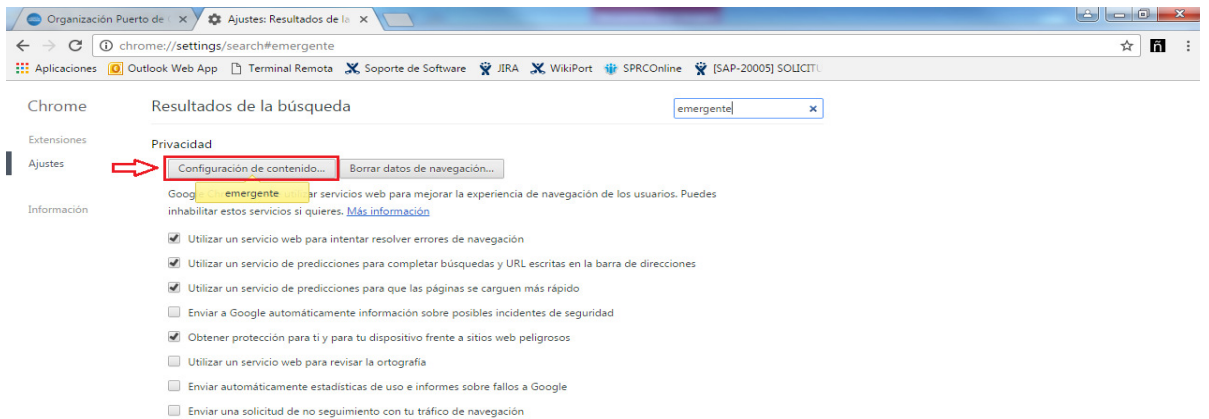 Organización Puerto de
Ajustes: Resultados de la
chrome://settings/search#emergente
ñ
Aplicaciones Outlook Web App Terminal Remota Soporte de Software JIRA WikiPort SPRCOnline [SAP-20005] SOLICITU
Chrome
Resultados de la búsqueda
emergente
Extensiones
Ajustes
Información
Privacidad
Configuración de contenido... Borrar datos de navegación...
emergente
Goog ar servicios web para mejorar la experiencia de navegación de los usuarios. Puedes
inhabilitar estos servicios si quieres. Más información
Utilizar un servicio web para intentar resolver errores de navegación
Utilizar un servicio de predicciones para completar búsquedas y URL escritas en la barra de direcciones
Utilizar un servicio de predicciones para que las páginas se carguen más rápido
Enviar a Google automáticamente información sobre posibles incidentes de seguridad
Obtener protección para ti y para tu dispositivo frente a sitios web peligrosos
Utilizar un servicio web para revisar la ortografía
Enviar automáticamente estadísticas de uso e informes sobre fallos a Google
Enviar una solicitud de no seguimiento con tu tráfico de navegación